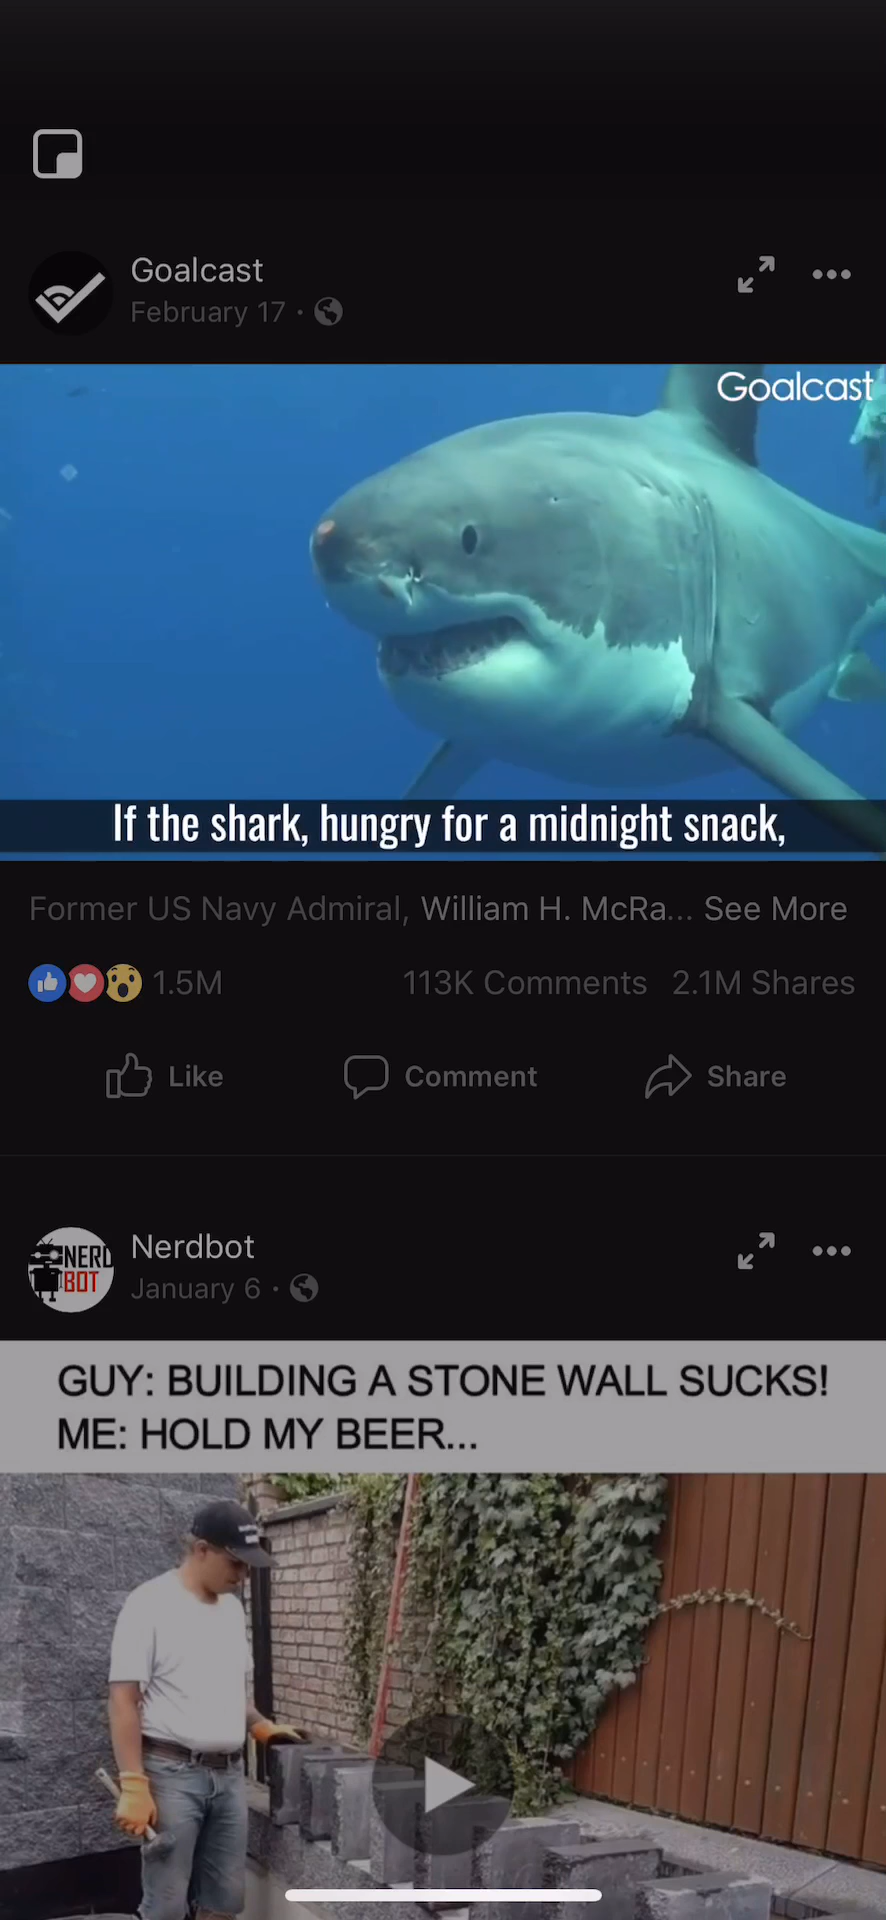 Goalcast
February 17 ·
Goalcast
If the shark, hungry for a midnight snack,
Former US Navy Admiral, William H. McRa... See More
1.5M 113K Comments 2.1M Shares
Like Comment Share
Nerdbot
January 6 ·
NERD
BOT
GUY: BUILDING A STONE WALL SUCKS!
ME: HOLD MY BEER...